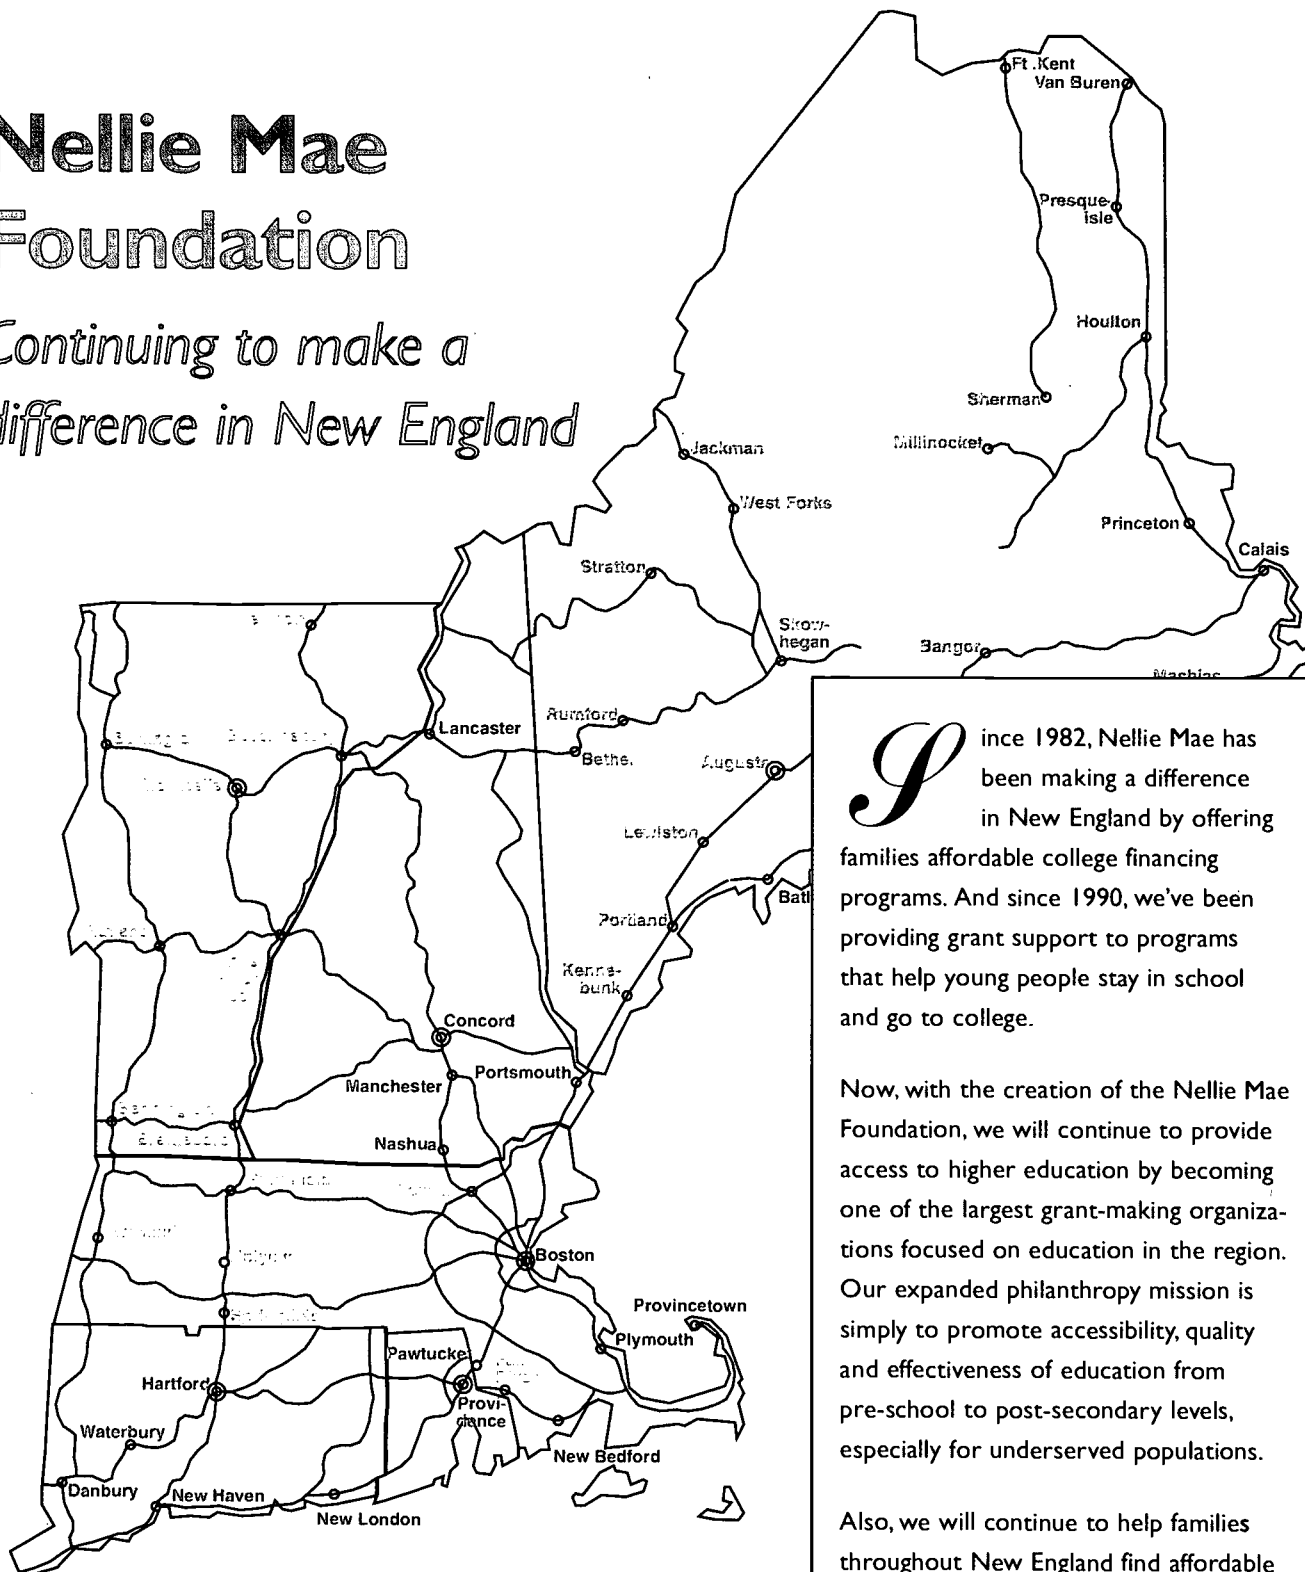 Nellie Mae
Foundation
Continuing to make a
difference in New England
Ft. Kent
Van Buren
Presque-
Isle
Houlton
Sherman
Millinocket
Jackman
West Forks
Princeton
Calais
Stratton
Skow-
hegan
Bangor
Machias
Lancaster
Rumford
Bethel
Augusta
Lewiston
Bath
Portland
Kenne-
bunk
Concord
Manchester
Portsmouth
Nashua
Boston
Provincetown
Plymouth
Pawtucket
Hartford
Provi-
dence
Waterbury
New Bedford
Danbury
New Haven
New London
Since 1982, Nellie Mae has
been making a difference
in New England by offering
families affordable college financing
programs. And since 1990, we've been
providing grant support to programs
that help young people stay in school
and go to college.
Now, with the creation of the Nellie Mae
Foundation, we will continue to provide
access to higher education by becoming
one of the largest grant-making organiza-
tions focused on education in the region.
Our expanded philanthropy mission is
simply to promote accessibility, quality
and effectiveness of education from
pre-school to post-secondary levels,
especially for underserved populations.
Also, we will continue to help families
throughout New England find affordable